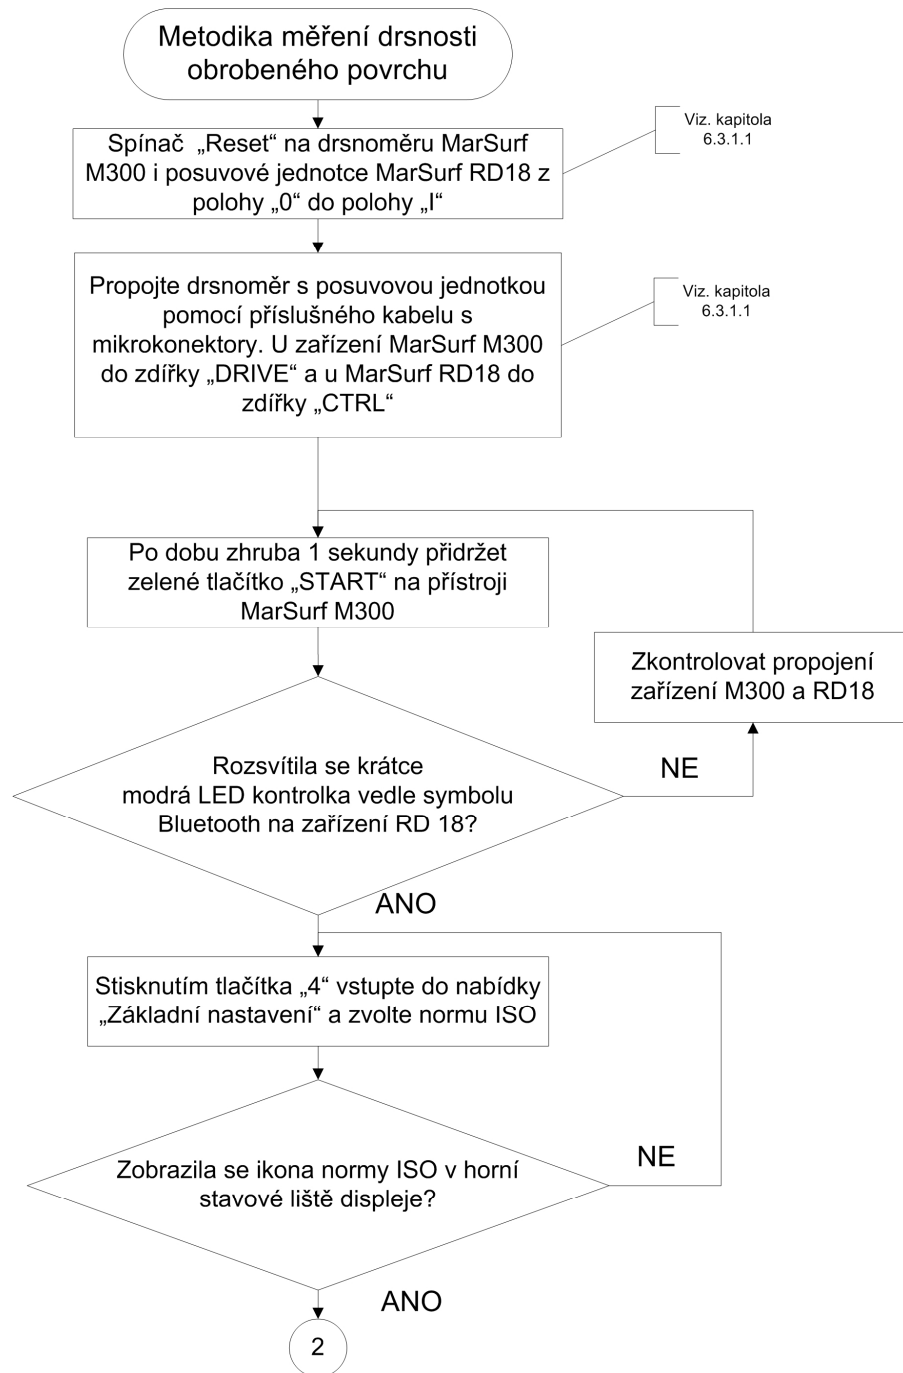 Metodika měření drsnosti
obrobeného povrchu
Spínač „Reset“ na drsnoměru MarSurf
M300 i posuvové jednotce MarSurf RD18 z
polohy „0“ do polohy „I“
Viz. kapitola
6.3.1.1
Propojte drsnoměr s posuvovou jednotkou
pomocí příslušného kabelu s
mikrokonektory. U zařízení MarSurf M300
do zdířky „DRIVE“ a u MarSurf RD18 do
zdířky „CTRL“
Viz. kapitola
6.3.1.1
Po dobu zhruba 1 sekundy přidržet
zelené tlačítko „START“ na přístroji
MarSurf M300
Zkontrolovat propojení
zařízení M300 a RD18
Rozsvítila se krátce
modrá LED kontrolka vedle symbolu
Bluetooth na zařízení RD 18?
NE
ANO
Stisknutím tlačítka „4“ vstupte do nabídky
„Základní nastavení“ a zvolte normu ISO
Zobrazila se ikona normy ISO v horní
stavové liště displeje?
NE
ANO
2